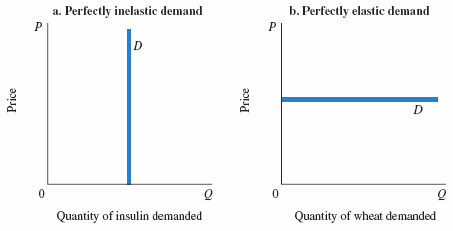 a. Perfectly inelastic demand
P
D
Price
0
Q
Quantity of insulin demanded
b. Perfectly elastic demand
P
Price
D
0
Q
Quantity of wheat demanded